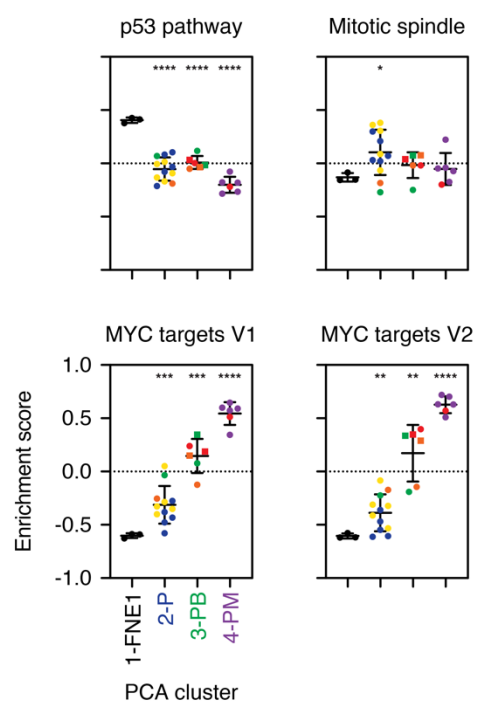 p53 pathway
Mitotic spindle
**** **** ****
*
MYC targets V1
MYC targets V2
*** *** ****
** ** ****
Enrichment score
1.0
0.5
0.0
-0.5
-1.0
1-FNE1
2-P
3-PB
4-PM
PCA cluster